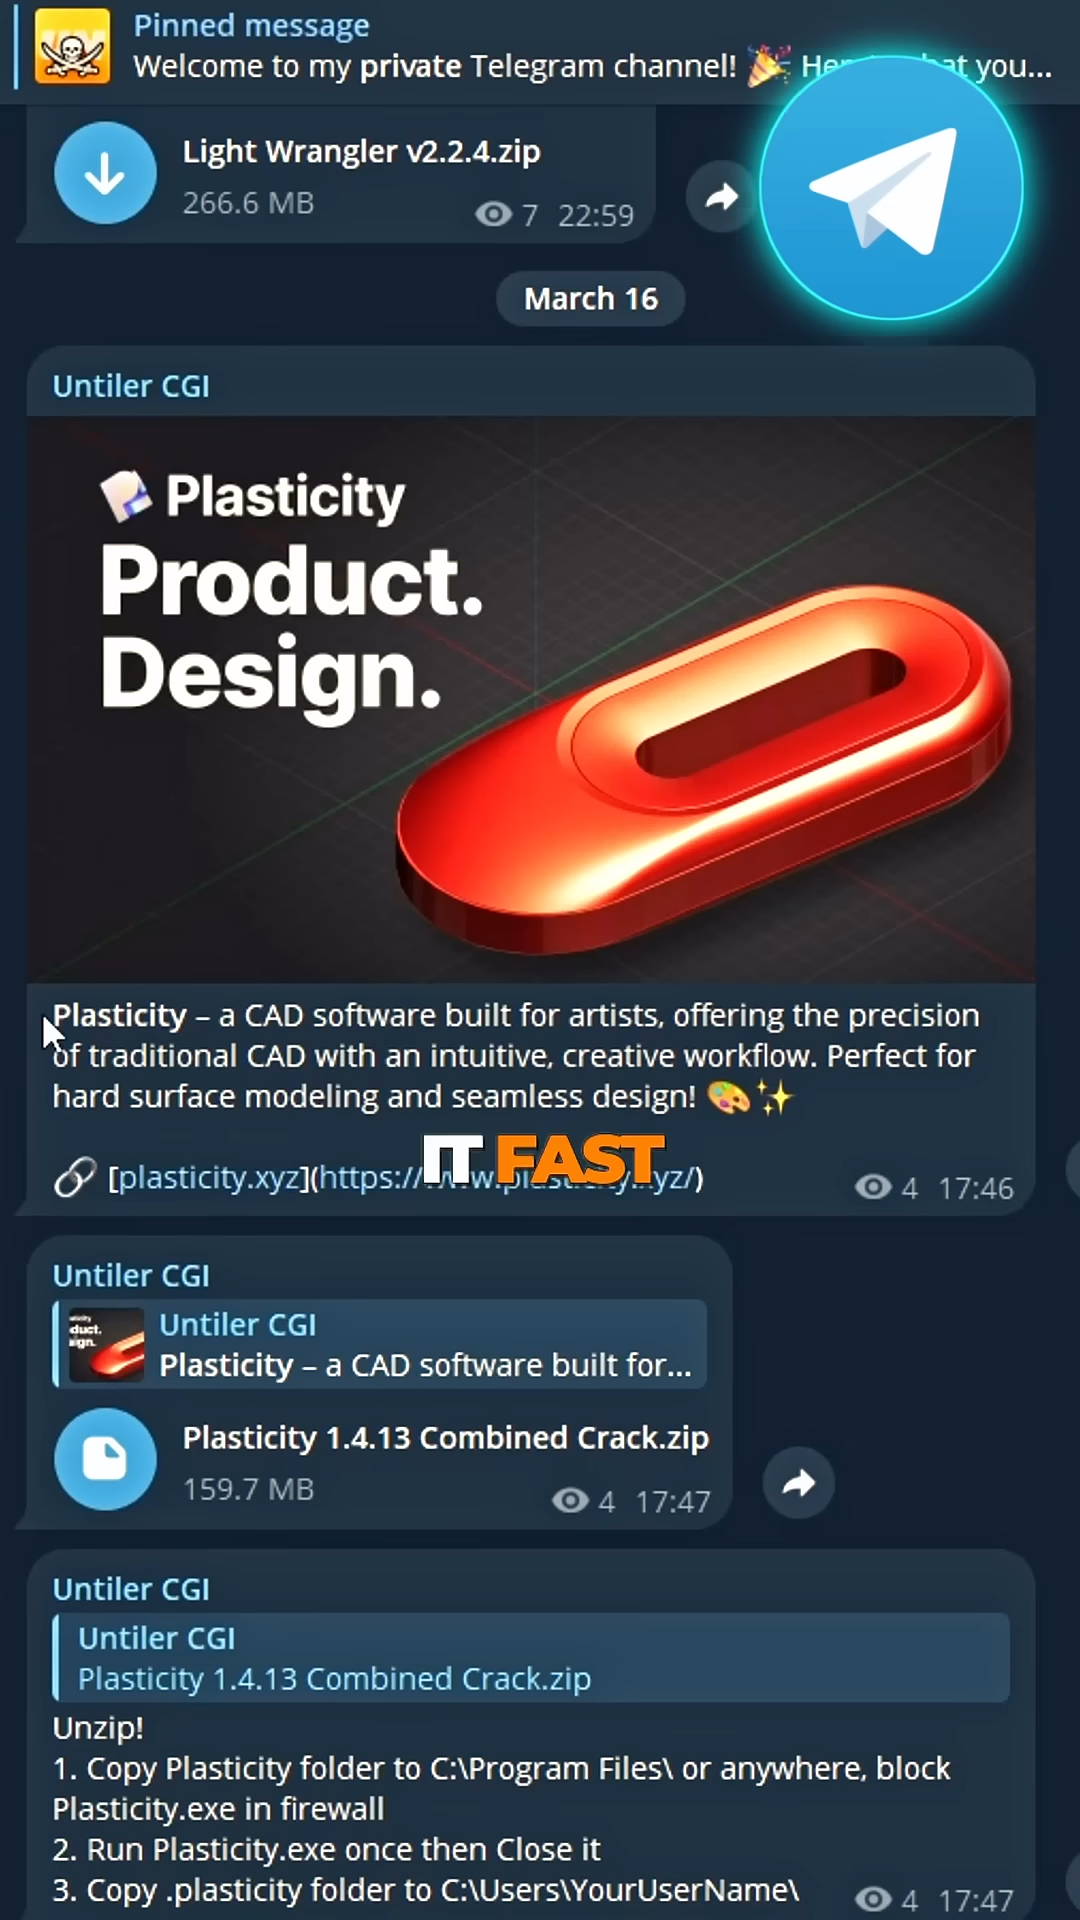 Pinned message
Welcome to my private Telegram channel! 🎉 you...
Light Wrangler v2.2.4.zip
266.6 MB
7 22:59
March 16
Untiler CGI
Plasticity
Product.
Design.
Plasticity – a CAD software built for artists, offering the precision
of traditional CAD with an intuitive, creative workflow. Perfect for
hard surface modeling and seamless design! 🎨✨
IT FAST
🔗 [plasticity.xyz](https://www.plasticity.xyz/)
4 17:46
Untiler CGI
Untiler CGI
Plasticity – a CAD software built for...
Plasticity 1.4.13 Combined Crack.zip
159.7 MB
4 17:47
Untiler CGI
Untiler CGI
Plasticity 1.4.13 Combined Crack.zip
Unzip!
1. Copy Plasticity folder to C:\Program Files\ or anywhere, block
Plasticity.exe in firewall
2. Run Plasticity.exe once then Close it
3. Copy .plasticity folder to C:\Users\YourUserName\
4 17:47